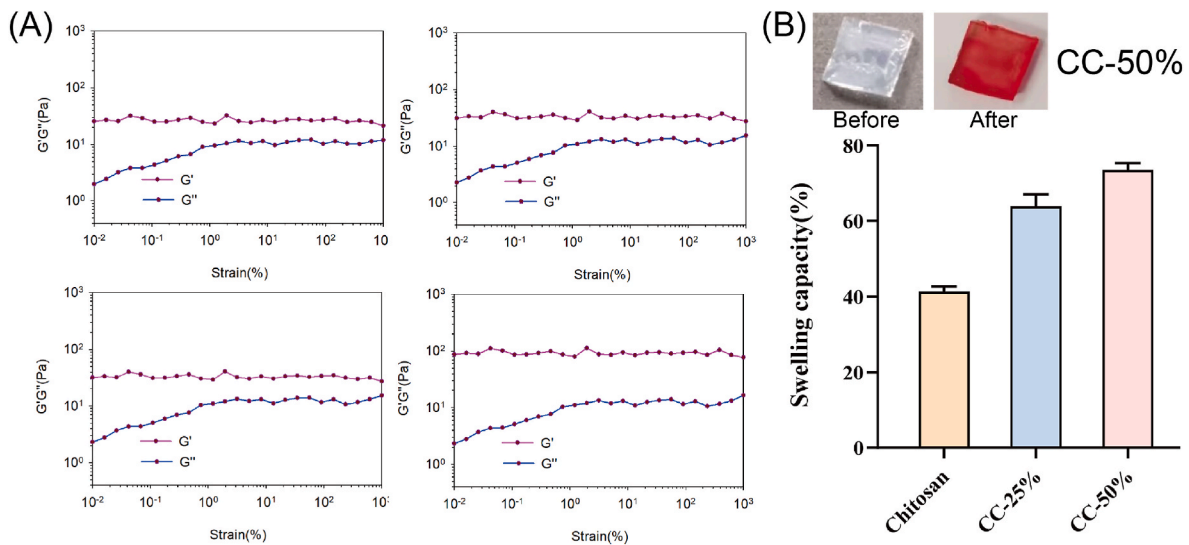 (A)
10³
10²
10¹
10⁰
G'G"(Pa)
G'
G"
10⁻² 10⁻¹ 10⁰ 10¹ 10² 10
Strain(%)
10³
10²
10¹
10⁰
G'G"(Pa)
G'
G"
10⁻² 10⁻¹ 10⁰ 10¹ 10² 10³
Strain(%)
10³
10²
10¹
10⁰
G'G"(Pa)
G'
G"
10⁻² 10⁻¹ 10⁰ 10¹ 10² 10
Strain(%)
10³
10²
10¹
10⁰
G'G"(Pa)
G'
G"
10⁻² 10⁻¹ 10⁰ 10¹ 10² 10³
Strain(%)
(B)
CC-50%
Before After
80
60
40
20
0
Swelling capacity(%)
Chitosan CC-25% CC-50%